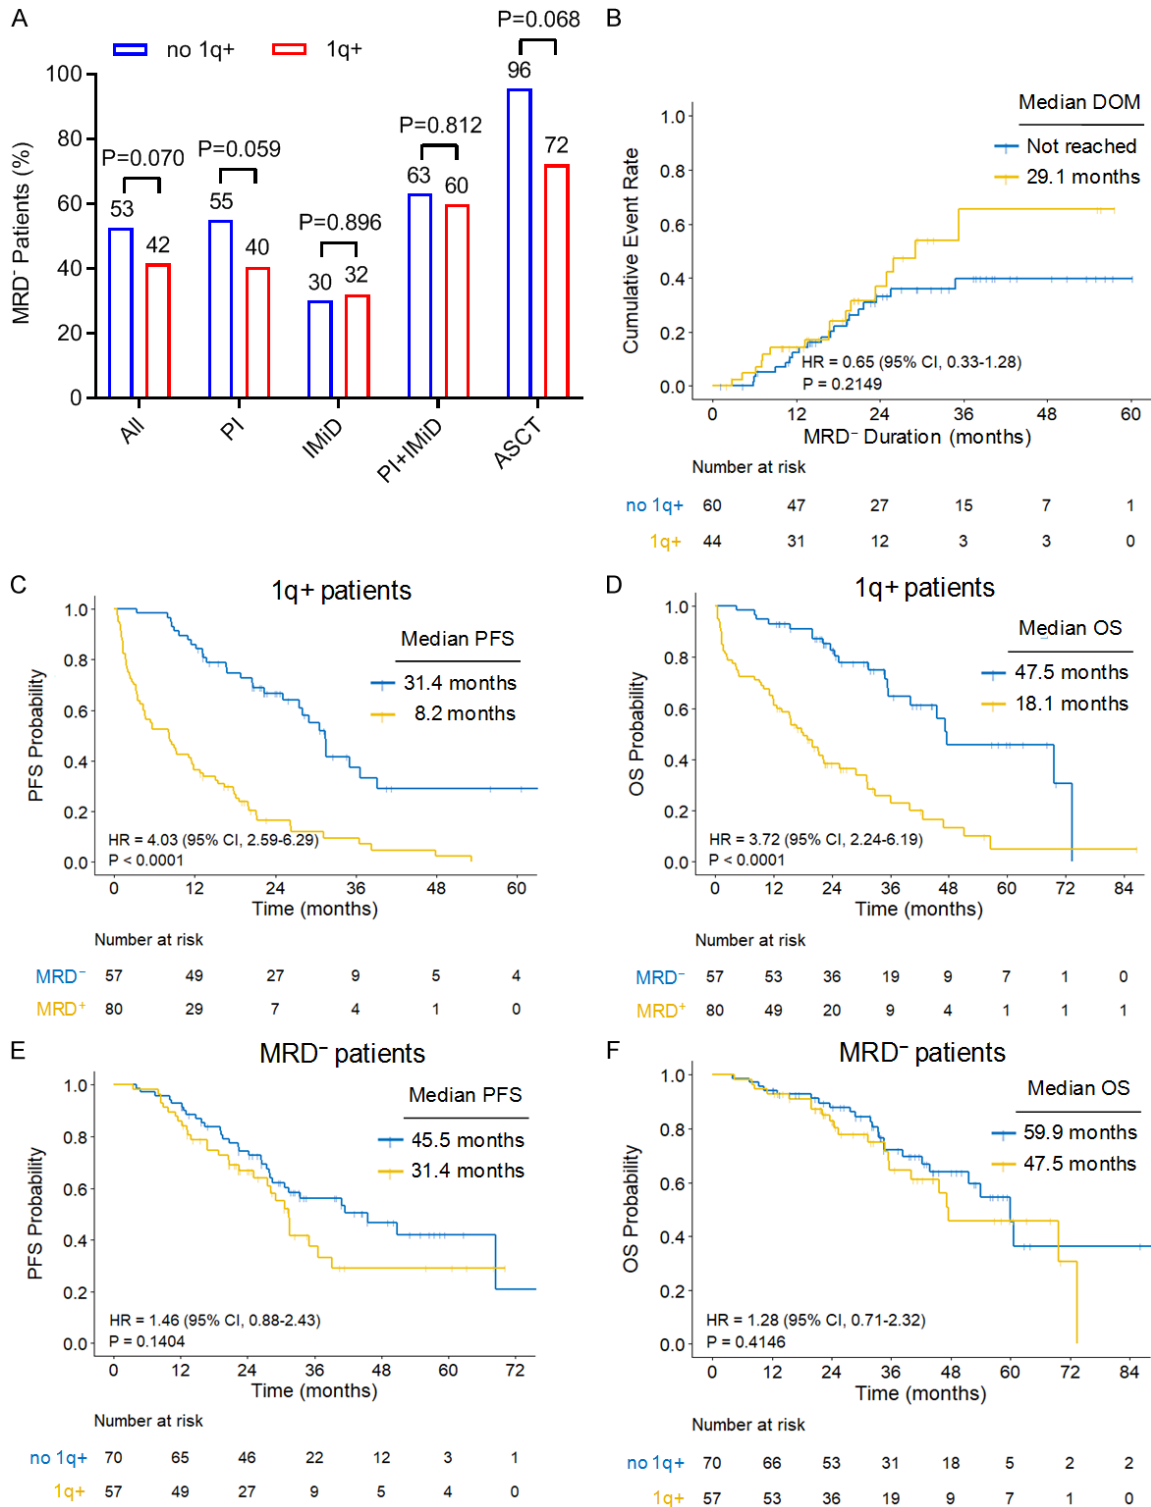 A
no 1q+
1q+
P=0.070
P=0.059
P=0.896
P=0.812
P=0.068
53
42
55
40
30
32
63
60
96
72
MRD⁻ Patients (%)
100
80
60
40
20
0
All
PI
IMiD
PI+IMiD
ASCT
B
Median DOM
Not reached
29.1 months
Cumulative Event Rate
1.0
0.8
0.6
0.4
0.2
0.0
HR = 0.65 (95% CI, 0.33-1.28)
P = 0.2149
0 12 24 36 48 60
MRD⁻ Duration (months)
Number at risk
no 1q+ 60 47 27 15 7 1
1q+ 44 31 12 3 3 0
C
1q+ patients
Median PFS
31.4 months
8.2 months
PFS Probability
1.0
0.8
0.6
0.4
0.2
0.0
HR = 4.03 (95% CI, 2.59-6.29)
P < 0.0001
0 12 24 36 48 60
Time (months)
Number at risk
MRD⁻ 57 49 27 9 5 4
MRD⁺ 80 29 7 4 1 0
D
1q+ patients
Median OS
47.5 months
18.1 months
OS Probability
1.0
0.8
0.6
0.4
0.2
0.0
HR = 3.72 (95% CI, 2.24-6.19)
P < 0.0001
0 12 24 36 48 60 72 84
Time (months)
Number at risk
MRD⁻ 57 53 36 19 9 7 1 0
MRD⁺ 80 49 20 9 4 1 1 1
E
MRD⁻ patients
Median PFS
45.5 months
31.4 months
PFS Probability
1.0
0.8
0.6
0.4
0.2
0.0
HR = 1.46 (95% CI, 0.88-2.43)
P = 0.1404
0 12 24 36 48 60 72
Time (months)
Number at risk
no 1q+ 70 65 46 22 12 3 1
1q+ 57 49 27 9 5 4 0
F
MRD⁻ patients
Median OS
59.9 months
47.5 months
OS Probability
1.0
0.8
0.6
0.4
0.2
0.0
HR = 1.28 (95% CI, 0.71-2.32)
P = 0.4146
0 12 24 36 48 60 72 84
Time (months)
Number at risk
no 1q+ 70 66 53 31 18 5 2 2
1q+ 57 53 36 19 9 7 1 0